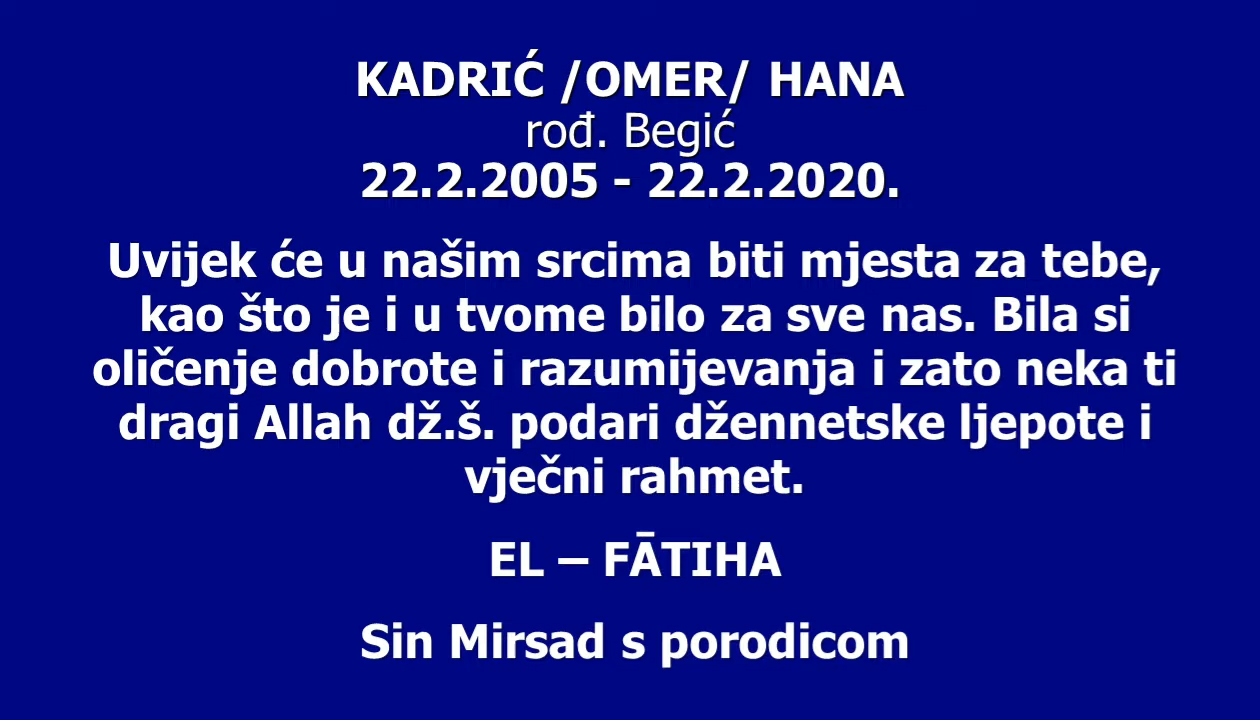 KADRIĆ /OMER/ HANA
rođ. Begić
22.2.2005 - 22.2.2020.
Uvijek će u našim srcima biti mjesta za tebe,
kao što je i u tvome bilo za sve nas. Bila si
oličenje dobrote i razumijevanja i zato neka ti
dragi Allah dž.š. podari džennetske ljepote i
vječni rahmet.
EL – FĀTIHA
Sin Mirsad s porodicom